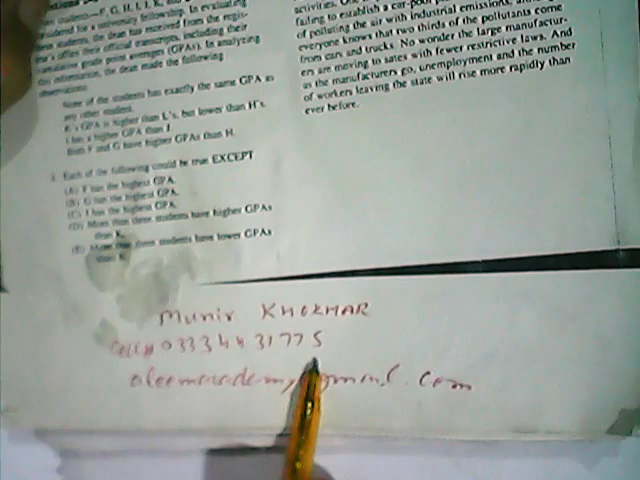 students—F, G, H, I, J, K, and
considered for a university fellowship. In evaluating
these students, the dean has received from the regis-
trar's office their official transcripts, including their
cumulative grade point averages (GPAs). In analyzing
this information, the dean made the following
observations:
None of the students has exactly the same GPA as
any other student.
K's GPA is higher than L's, but lower than H's.
I has a higher GPA than J.
Both F and G have higher GPAs than H.
Each of the following could be true EXCEPT
(A) F has the highest GPA.
(B) G has the highest GPA.
(C) I has the highest GPA.
(D) More than three students have higher GPAs
than K.
(E) More than three students have lower GPAs
than K.
activities.
failing to establish a car-pool
of polluting the air with industrial emissions,
everyone knows that two thirds of the pollutants come
from cars and trucks. No wonder the large manufactur-
ers are moving to sates with fewer restrictive laws. And
as the manufacturers go, unemployment and the number
of workers leaving the state will rise more rapidly than
ever before.
Munir KHOKHAR
Cell # 03334431775